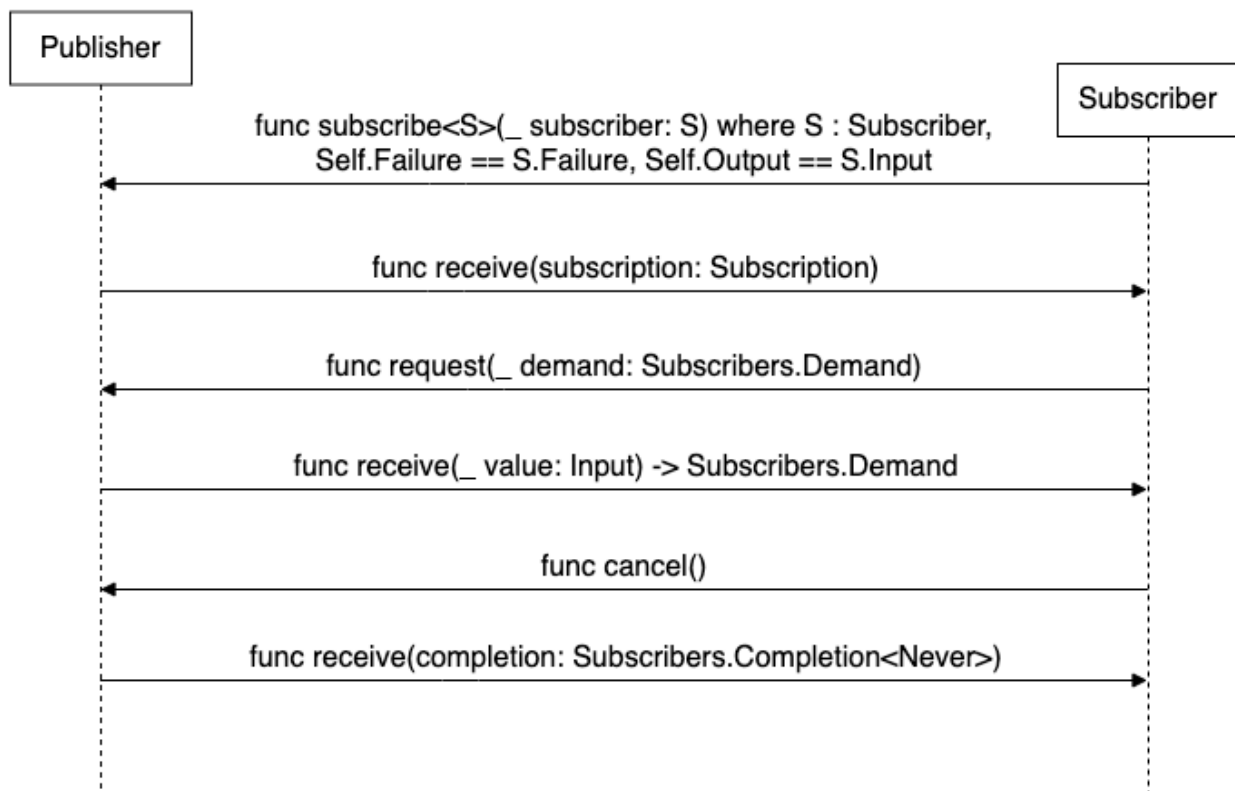 Publisher
Subscriber
func subscribe<S>(_ subscriber: S) where S : Subscriber,
Self.Failure == S.Failure, Self.Output == S.Input
func receive(subscription: Subscription)
func request(_ demand: Subscribers.Demand)
func receive(_ value: Input) -> Subscribers.Demand
func cancel()
func receive(completion: Subscribers.Completion<Never>)